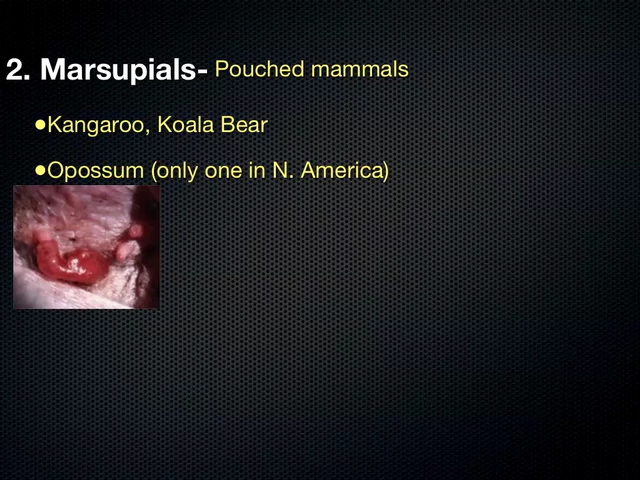 2. Marsupials- Pouched mammals
•Kangaroo, Koala Bear
•Opossum (only one in N. America)